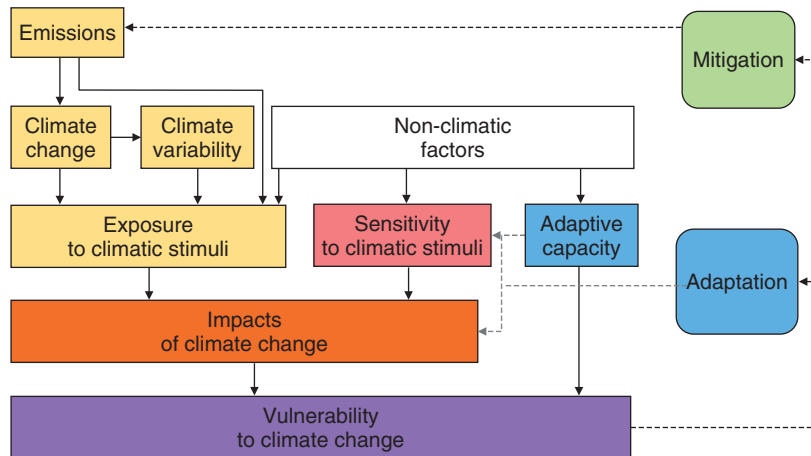 Emissions
Mitigation
Climate
change
Climate
variability
Non-climatic
factors
Exposure
to climatic stimuli
Sensitivity
to climatic stimuli
Adaptive
capacity
Adaptation
Impacts
of climate change
Vulnerability
to climate change